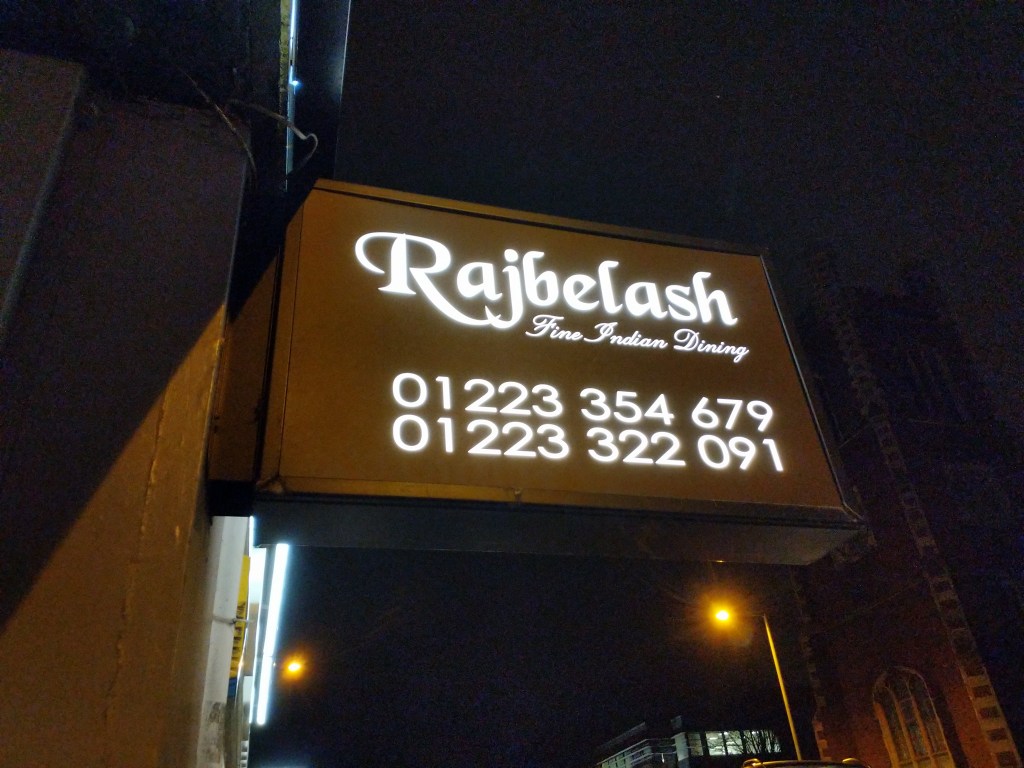 Rajbelash
Fine Indian Dining
01223 354 679
01223 322 091